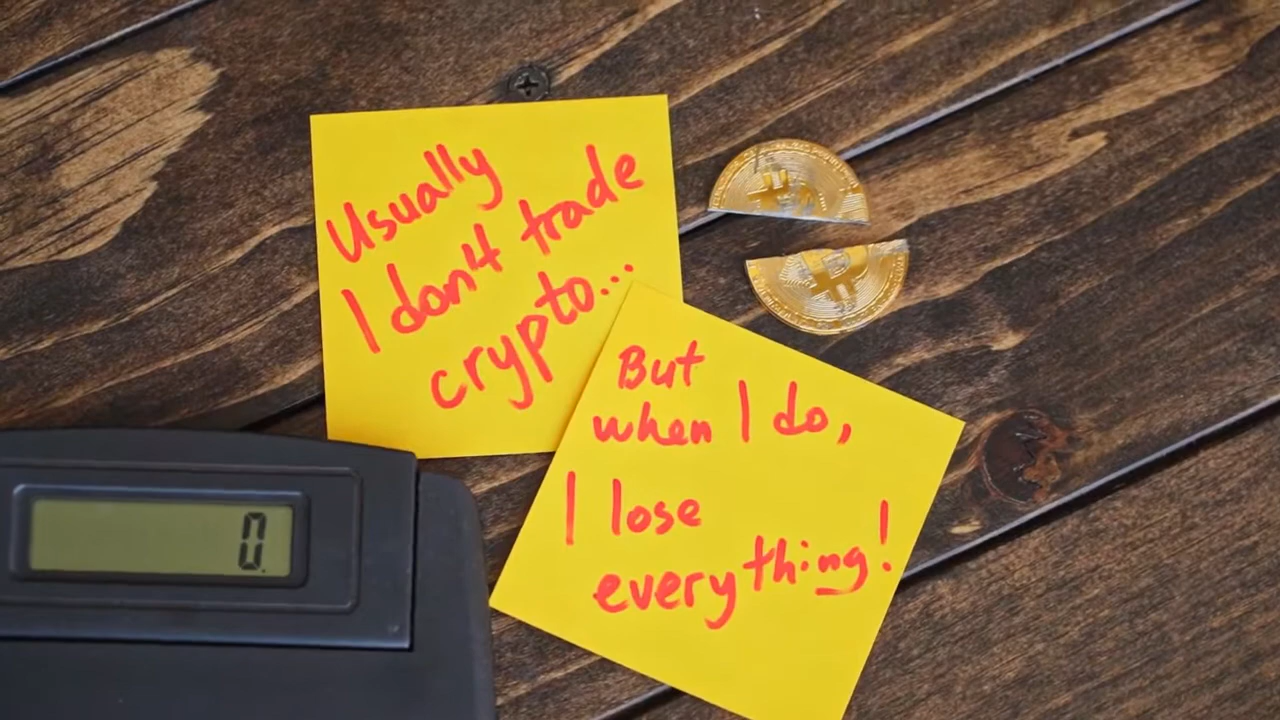 Usually
I don't trade
crypto...
But
when I do,
I lose
everything!
0.